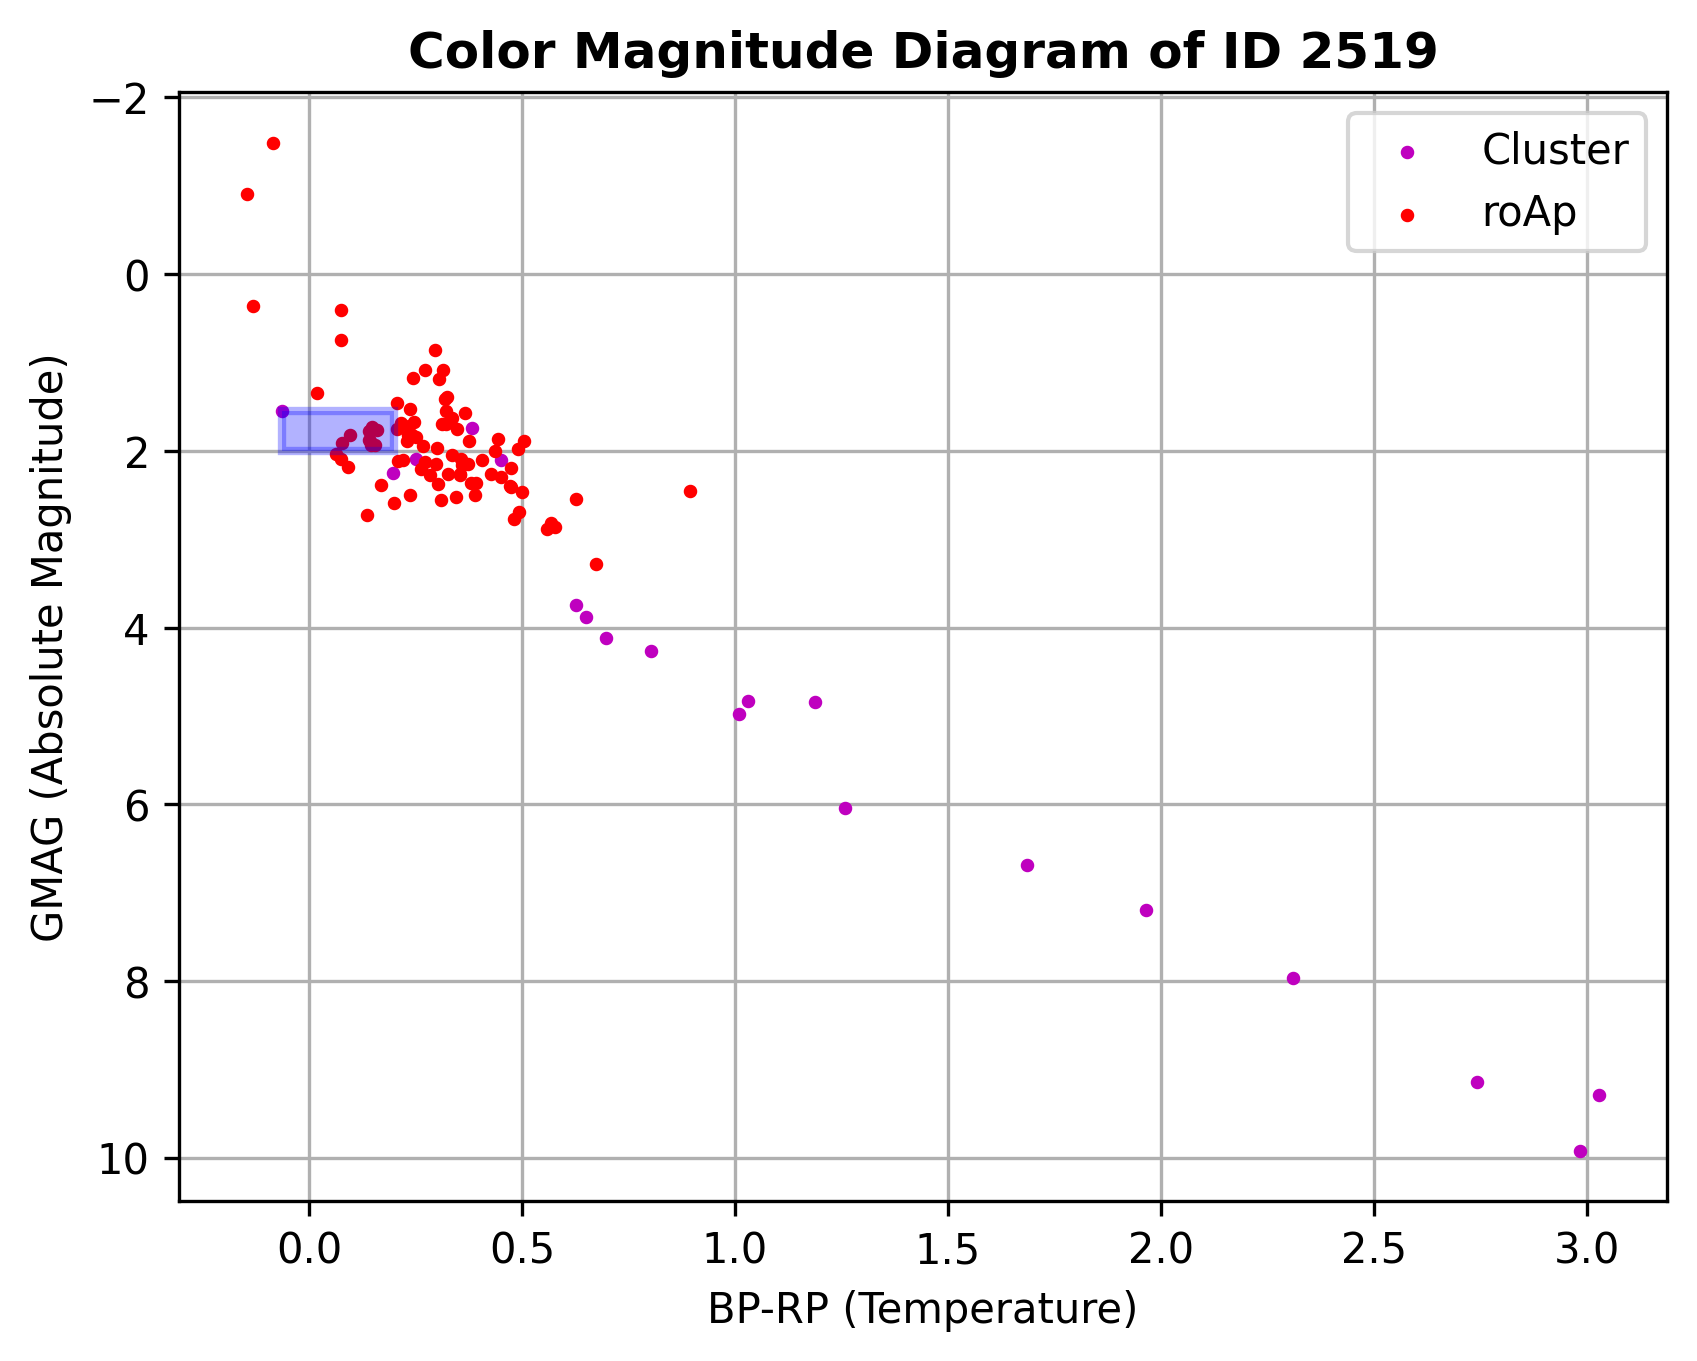 Color Magnitude Diagram of ID 2519
−2
0
2
4
6
8
10
GMAG (Absolute Magnitude)
Cluster
roAp
0.0 0.5 1.0 1.5 2.0 2.5 3.0
BP-RP (Temperature)